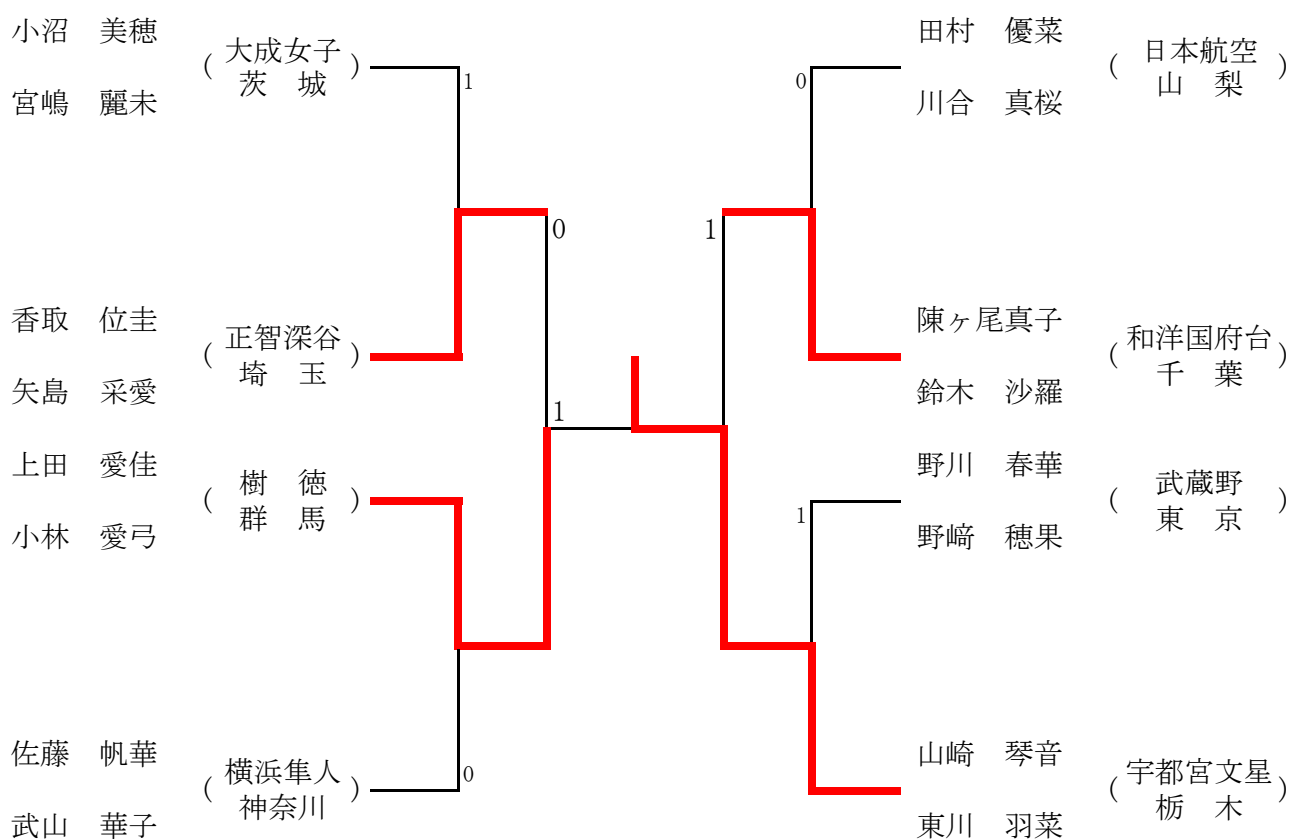 小沼　美穂
(大成女子 茨　城)
宮嶋　麗未
1
香取　位圭
(正智深谷 埼　玉)
矢島　采愛
0
1
上田　愛佳
(樹　徳 群　馬)
小林　愛弓
佐藤　帆華
(横浜隼人 神奈川)
武山　華子
0
田村　優菜
(日本航空 山　梨)
川合　真桜
0
1
陳ヶ尾真子
(和洋国府台 千　葉)
鈴木　沙羅
野川　春華
(武蔵野 東　京)
野﨑　穂果
1
山崎　琴音
(宇都宮文星 栃　木)
東川　羽菜